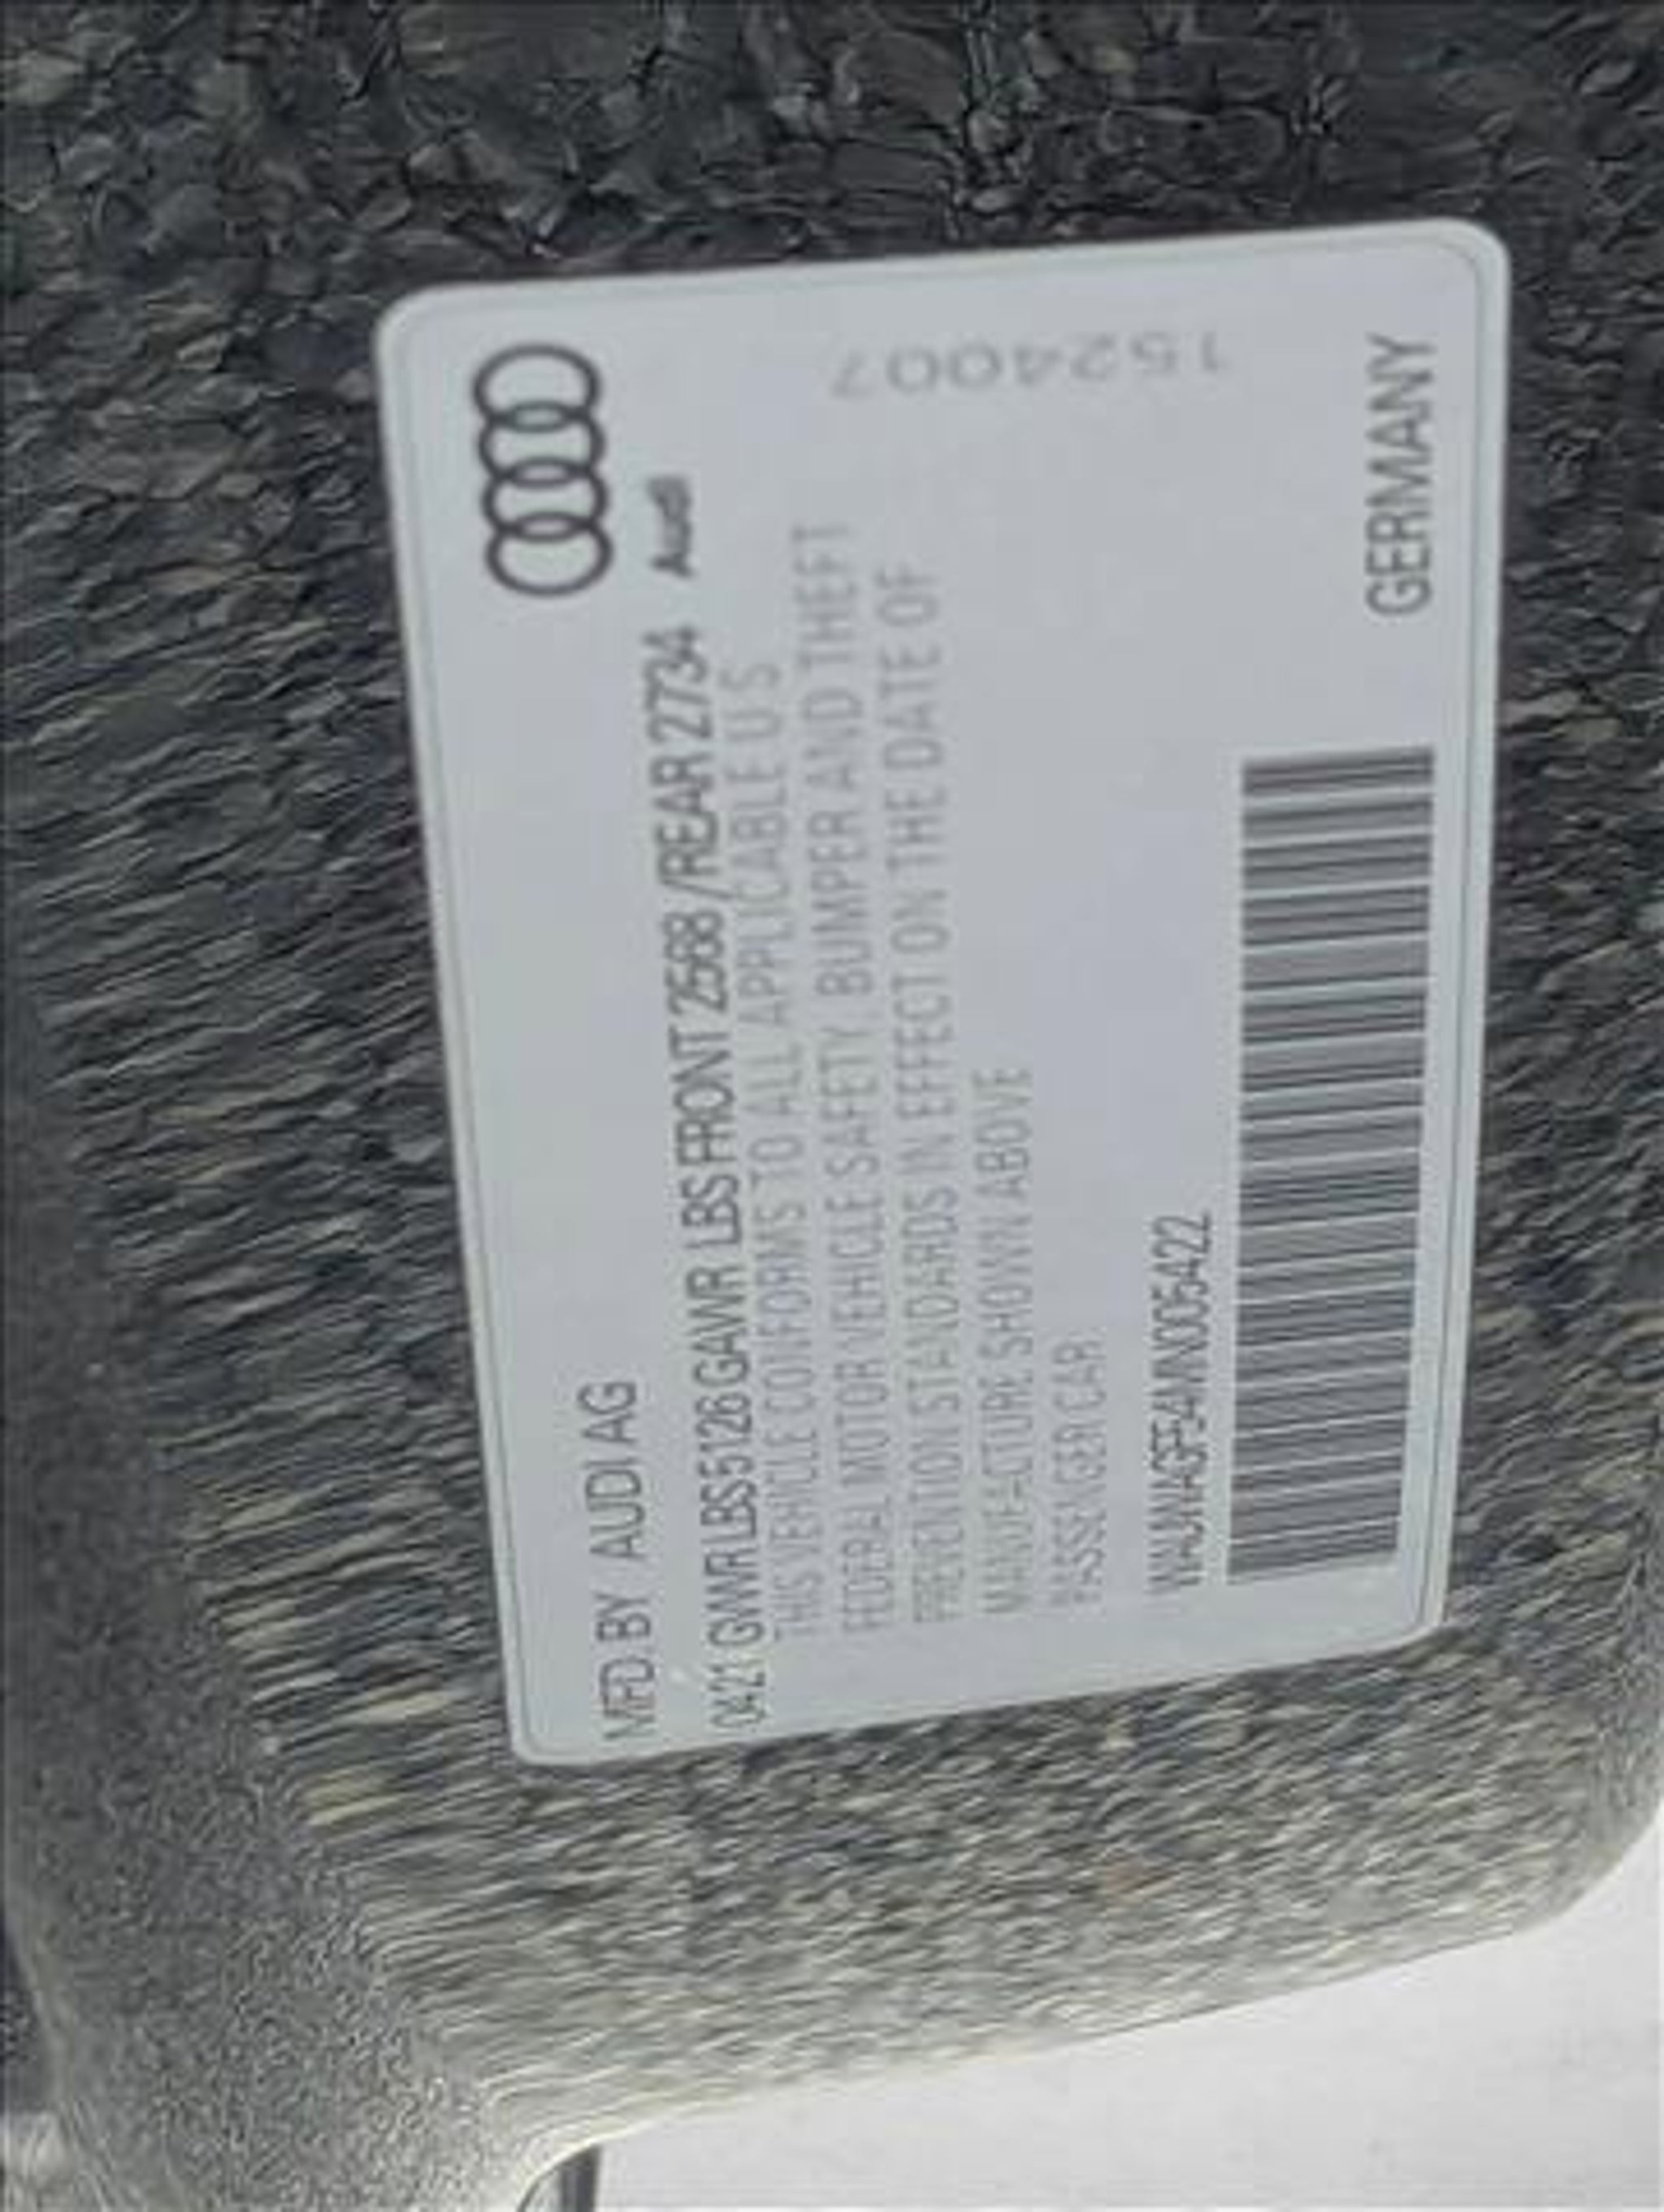 MFD BY AUDI AG
Audi
04.21 GWVR LBS 5126 GAWR LBS FRONT 2568 / REAR 2734
THIS VEHICLE CONFORMS TO ALL APPLICABLE U S
FEDERAL MOTOR VEHICLE SAFETY, BUMPER AND THEFT
PREVENTION STANDARDS IN EFFECT ON THE DATE OF
MANUFACTURE SHOWN ABOVE
PASSENGER CAR
1524007
GERMANY